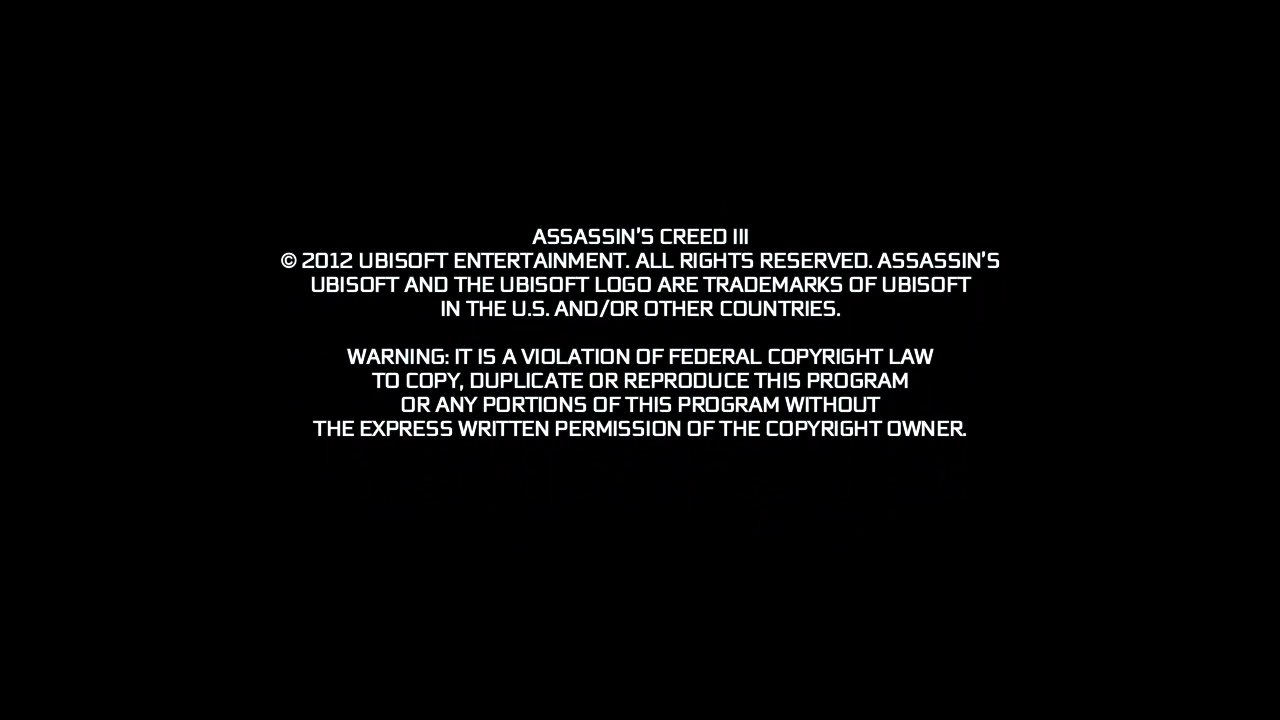 ASSASSIN'S CREED III
© 2012 UBISOFT ENTERTAINMENT. ALL RIGHTS RESERVED. ASSASSIN'S
UBISOFT AND THE UBISOFT LOGO ARE TRADEMARKS OF UBISOFT
IN THE U.S. AND/OR OTHER COUNTRIES.
WARNING: IT IS A VIOLATION OF FEDERAL COPYRIGHT LAW
TO COPY, DUPLICATE OR REPRODUCE THIS PROGRAM
OR ANY PORTIONS OF THIS PROGRAM WITHOUT
THE EXPRESS WRITTEN PERMISSION OF THE COPYRIGHT OWNER.